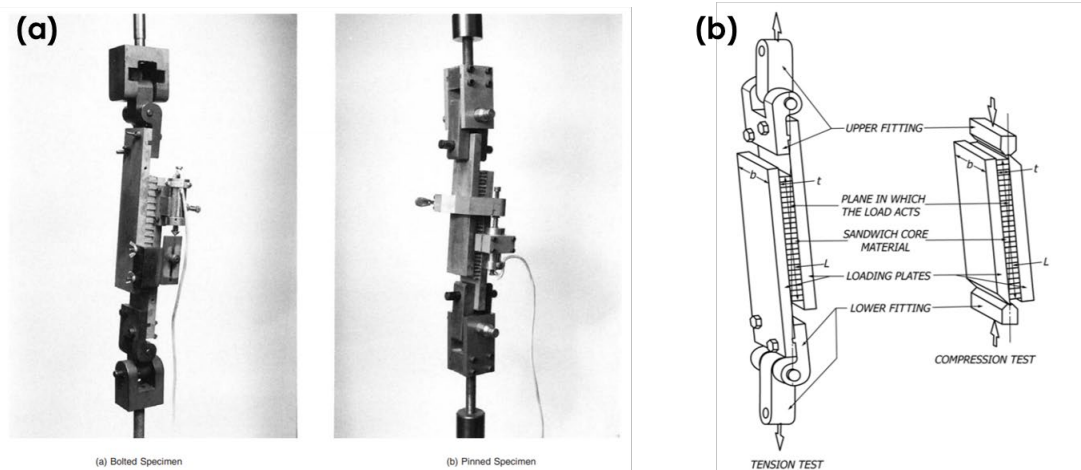 (a)
(a) Bolted Specimen
(b) Pinned Specimen
(b)
UPPER FITTING
b
t
PLANE IN WHICH
THE LOAD ACTS
SANDWICH CORE
MATERIAL
L
LOADING PLATES
LOWER FITTING
TENSION TEST
b
t
L
COMPRESSION TEST